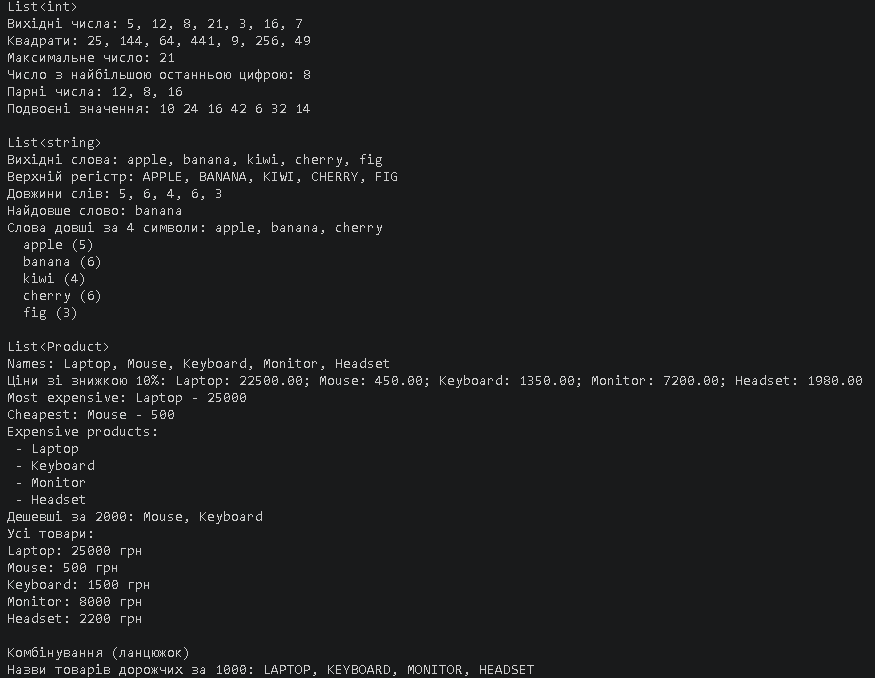 List<int>
Вихідні числа: 5, 12, 8, 21, 3, 16, 7
Квадрати: 25, 144, 64, 441, 9, 256, 49
Максимальне число: 21
Число з найбільшою останньою цифрою: 8
Парні числа: 12, 8, 16
Подвоєні значення: 10 24 16 42 6 32 14

List<string>
Вихідні слова: apple, banana, kiwi, cherry, fig
Верхній регістр: APPLE, BANANA, KIWI, CHERRY, FIG
Довжини слів: 5, 6, 4, 6, 3
Найдовше слово: banana
Слова довші за 4 символи: apple, banana, cherry
  apple (5)
  banana (6)
  kiwi (4)
  cherry (6)
  fig (3)

List<Product>
Names: Laptop, Mouse, Keyboard, Monitor, Headset
Ціни зі знижкою 10%: Laptop: 22500.00; Mouse: 450.00; Keyboard: 1350.00; Monitor: 7200.00; Headset: 1980.00
Most expensive: Laptop - 25000
Cheapest: Mouse - 500
Expensive products:
 - Laptop
 - Keyboard
 - Monitor
 - Headset
Дешевші за 2000: Mouse, Keyboard
Усі товари:
Laptop: 25000 грн
Mouse: 500 грн
Keyboard: 1500 грн
Monitor: 8000 грн
Headset: 2200 грн

Комбінування (ланцюжок)
Назви товарів дорожчих за 1000: LAPTOP, KEYBOARD, MONITOR, HEADSET